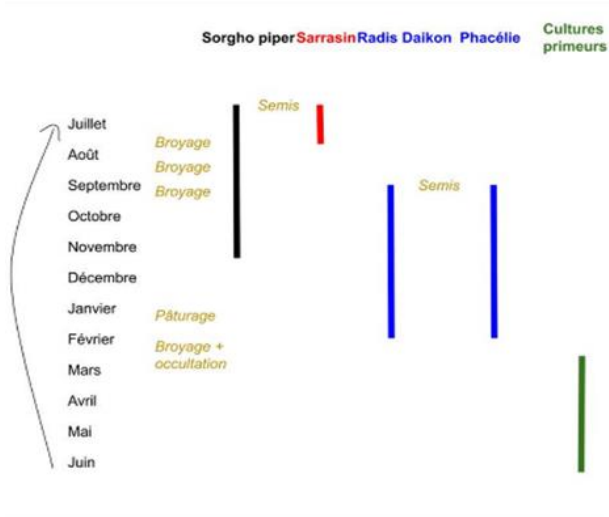 Sorgho piper Sarrasin Radis Daikon Phacélie Cultures primeurs
Semis
Juillet
Broyage
Août
Broyage
Septembre Broyage Semis
Octobre
Novembre
Décembre
Janvier Pâturage
Février
Broyage +
occultation
Mars
Avril
Mai
Juin